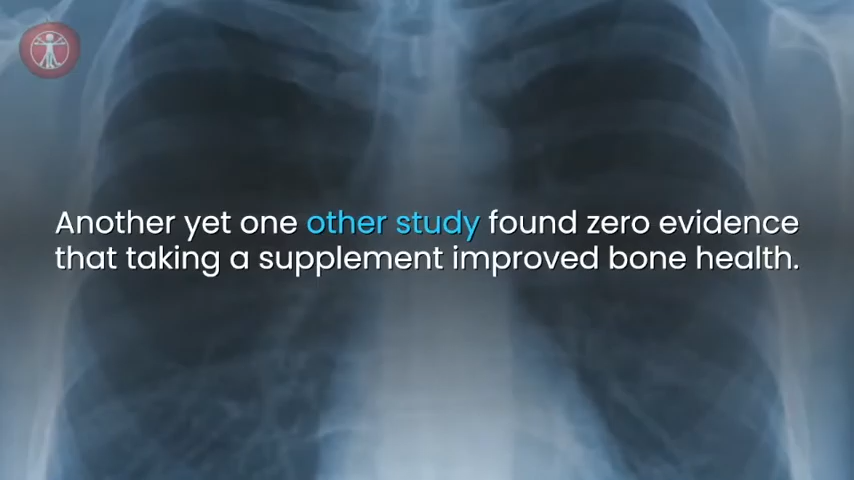 Another yet one other study found zero evidence
that taking a supplement improved bone health.